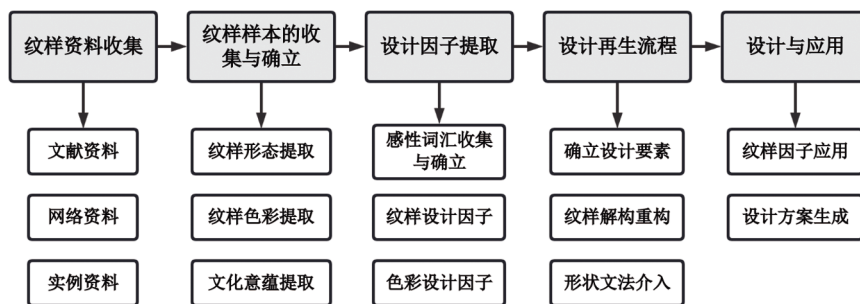 纹样资料收集
纹样样本的收
集与确立
设计因子提取
设计再生流程
设计与应用
文献资料
纹样形态提取
感性词汇收集
与确立
确立设计要素
纹样因子应用
网络资料
纹样色彩提取
纹样设计因子
纹样解构重构
设计方案生成
实例资料
文化意蕴提取
色彩设计因子
形状文法介入